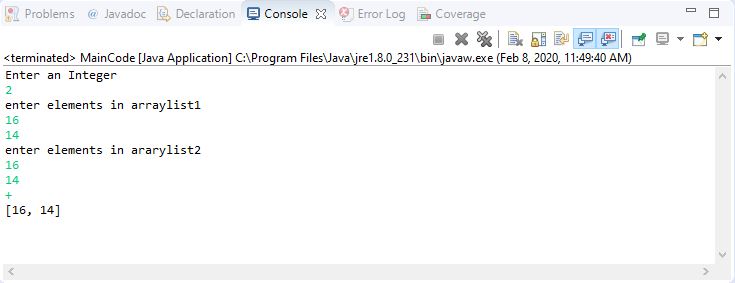 Problems @ Javadoc Declaration Console Error Log Coverage
<terminated> MainCode [Java Application] C:\Program Files\Java\jre1.8.0_231\bin\javaw.exe (Feb 8, 2020, 11:49:40 AM)
Enter an Integer
2
enter elements in arraylist1
16
14
enter elements in ararylist2
16
14
+
[16, 14]